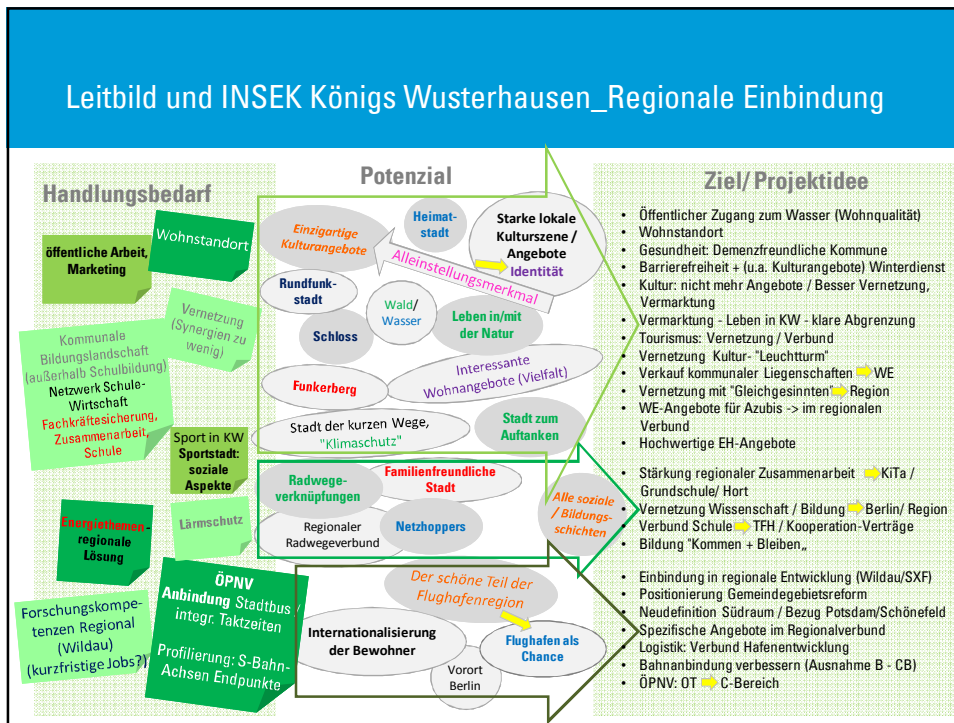 Leitbild und INSEK Königs Wusterhausen_Regionale Einbindung
Handlungsbedarf
öffentliche Arbeit,
Marketing
Wohnstandort
Vernetzung
(Synergien zu
wenig)
Kommunale
Bildungslandschaft
(außerhalb Schulbildung)
Netzwerk Schule-
Wirtschaft
Fachkräftesicherung,
Zusammenarbeit,
Schule
Sport in KW
Sportstadt:
soziale
Aspekte
Energiethemen-
regionale
Lösung
Lärmschutz
Forschungskompe-
tenzen Regional
(Wildau)
(kurzfristige Jobs?)
ÖPNV
Anbindung Stadtbus /
integr. Taktzeiten
Profilierung: S-Bahn-
Achsen Endpunkte
Potenzial
Einzigartige
Kulturangebote
Heimat-
stadt
Starke lokale
Kulturszene /
Angebote
Identität
Alleinstellungsmerkmal
Rundfunk-
stadt
Wald/
Wasser
Schloss
Leben in/mit
der Natur
Funkerberg
Interessante
Wohnangebote (Vielfalt)
Stadt der kurzen Wege,
"Klimaschutz"
Stadt zum
Auftanken
Radwege-
verknüpfungen
Familienfreundliche
Stadt
Regionaler
Radwegeverbund
Netzhoppers
Alle soziale
/ Bildungs-
schichten
Der schöne Teil der
Flughafenregion
Internationalisierung
der Bewohner
Flughafen als
Chance
Vorort
Berlin
Ziel/ Projektidee
• Öffentlicher Zugang zum Wasser (Wohnqualität)
• Wohnstandort
• Gesundheit: Demenzfreundliche Kommune
• Barrierefreiheit + (u.a. Kulturangebote) Winterdienst
• Kultur: nicht mehr Angebote / Besser Vernetzung,
Vermarktung
• Vermarktung - Leben in KW - klare Abgrenzung
• Tourismus: Vernetzung / Verbund
• Vernetzung Kultur- "Leuchtturm"
• Verkauf kommunaler Liegenschaften WE
• Vernetzung mit "Gleichgesinnten" Region
• WE-Angebote für Azubis -> im regionalen
Verbund
• Hochwertige EH-Angebote
• Stärkung regionaler Zusammenarbeit KiTa /
Grundschule/ Hort
• Vernetzung Wissenschaft / Bildung Berlin/ Region
• Verbund Schule TFH / Kooperation-Verträge
• Bildung "Kommen + Bleiben„
• Einbindung in regionale Entwicklung (Wildau/SXF)
• Positionierung Gemeindegebietsreform
• Neudefinition Südraum / Bezug Potsdam/Schönefeld
• Spezifische Angebote im Regionalverbund
• Logistik: Verbund Hafenentwicklung
• Bahnanbindung verbessern (Ausnahme B - CB)
• ÖPNV: OT C-Bereich